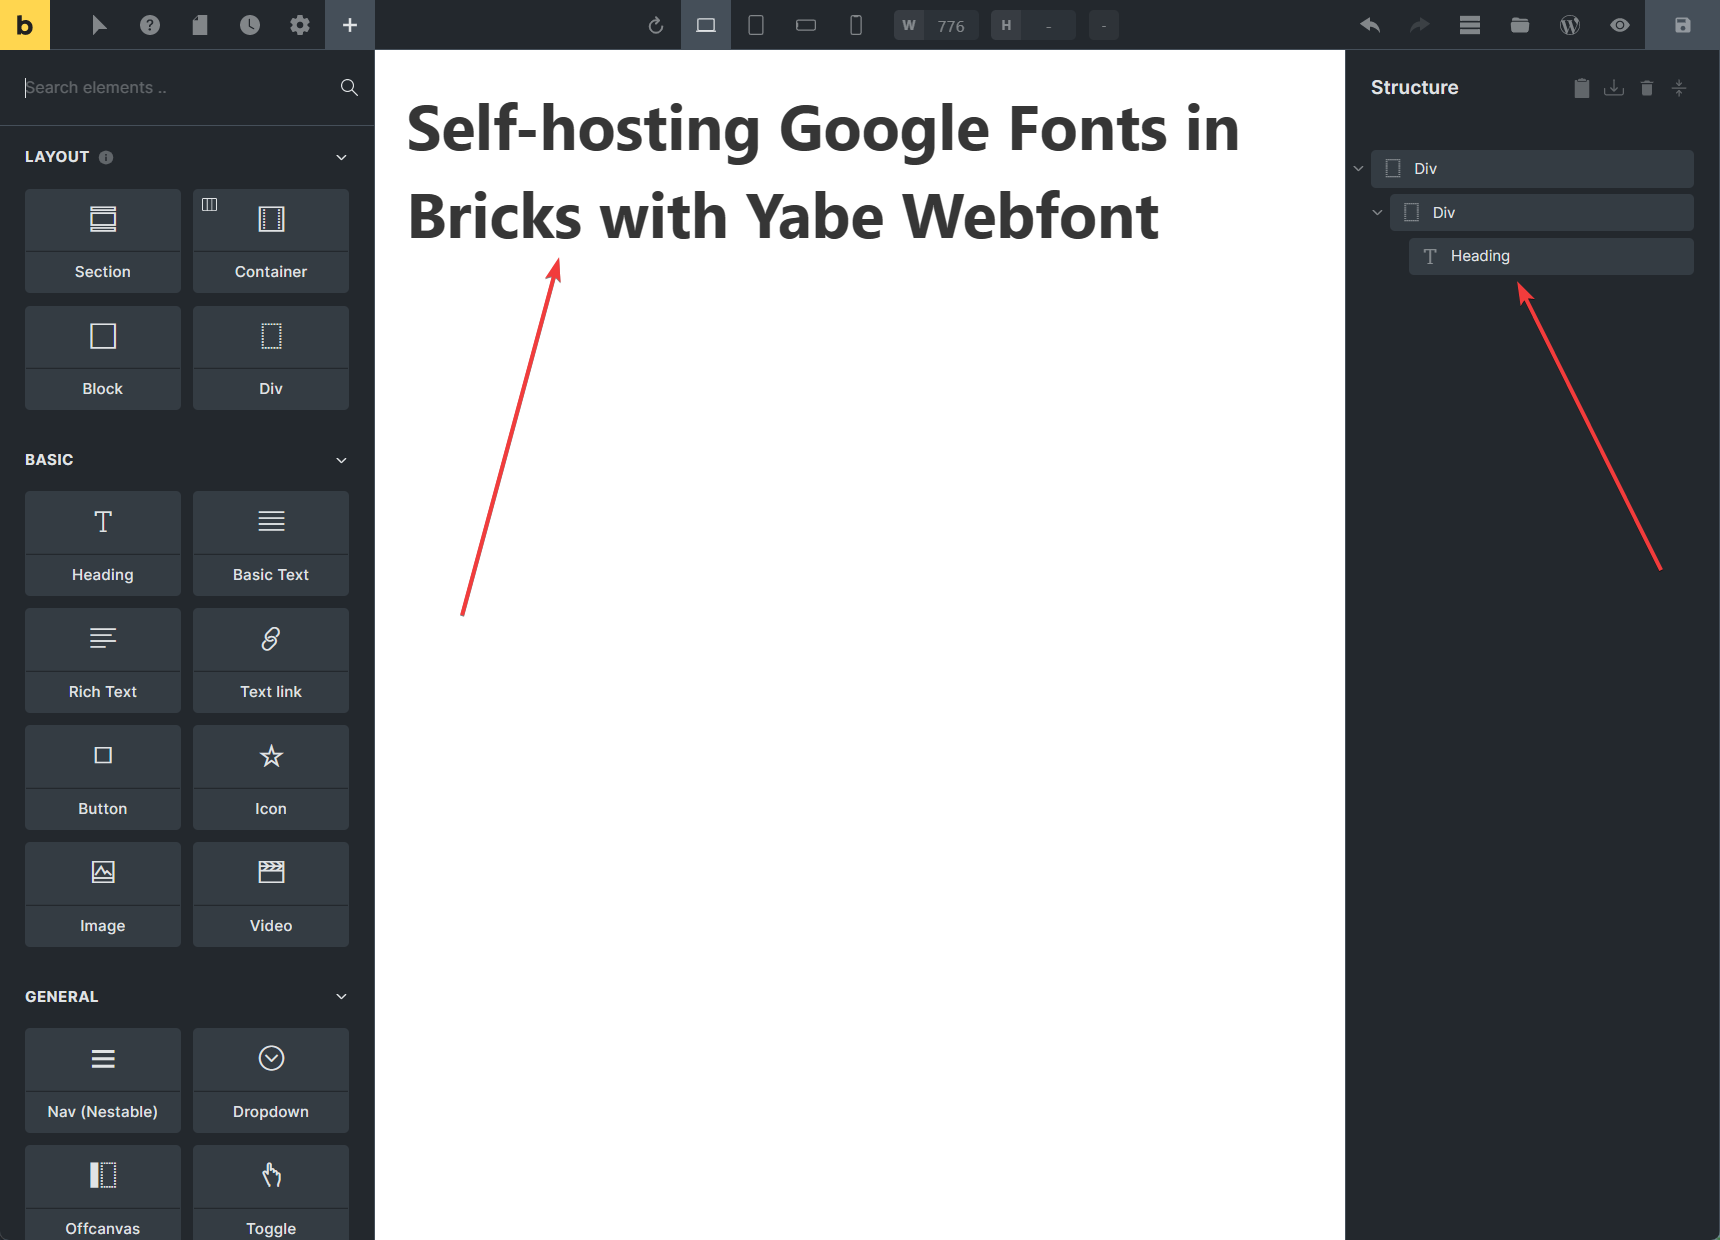 b
W 776 H - -
Search elements ..
Structure
LAYOUT
Section
Container
Block
Div
BASIC
Heading
Basic Text
Rich Text
Text link
Button
Icon
Image
Video
GENERAL
Nav (Nestable)
Dropdown
Offcanvas
Toggle
Self-hosting Google Fonts in
Bricks with Yabe Webfont
Div
Div
Heading